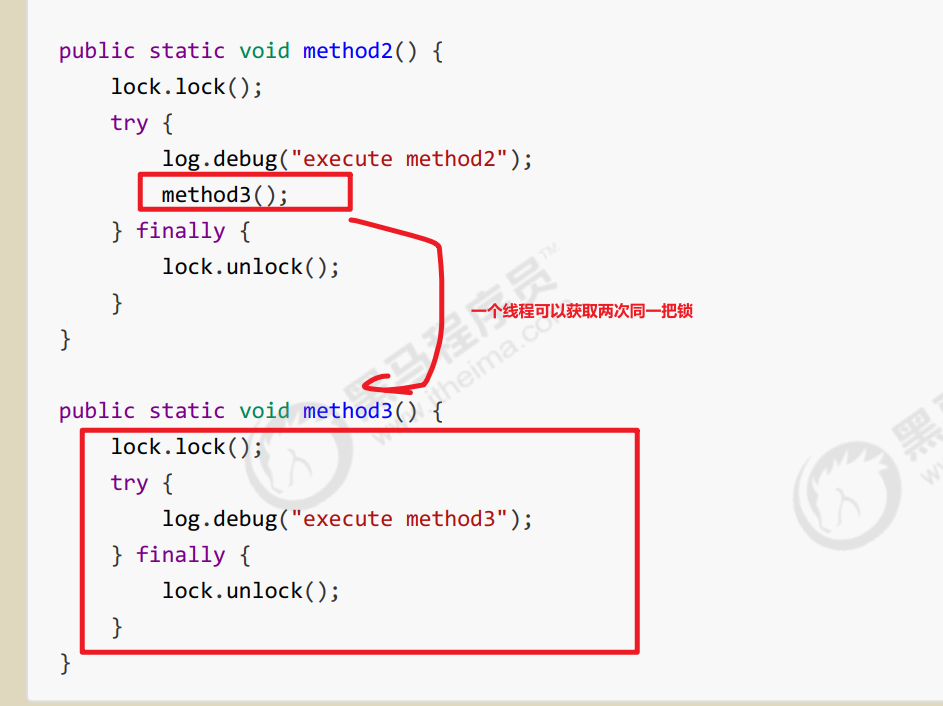 public static void method2() {
lock.lock();
try {
log.debug("execute method2");
method3();
} finally {
lock.unlock();
}
}
一个线程可以获取两次同一把锁
黑马程序员™
www.itheima.com
public static void method3() {
lock.lock();
try {
log.debug("execute method3");
} finally {
lock.unlock();
}
}
黑